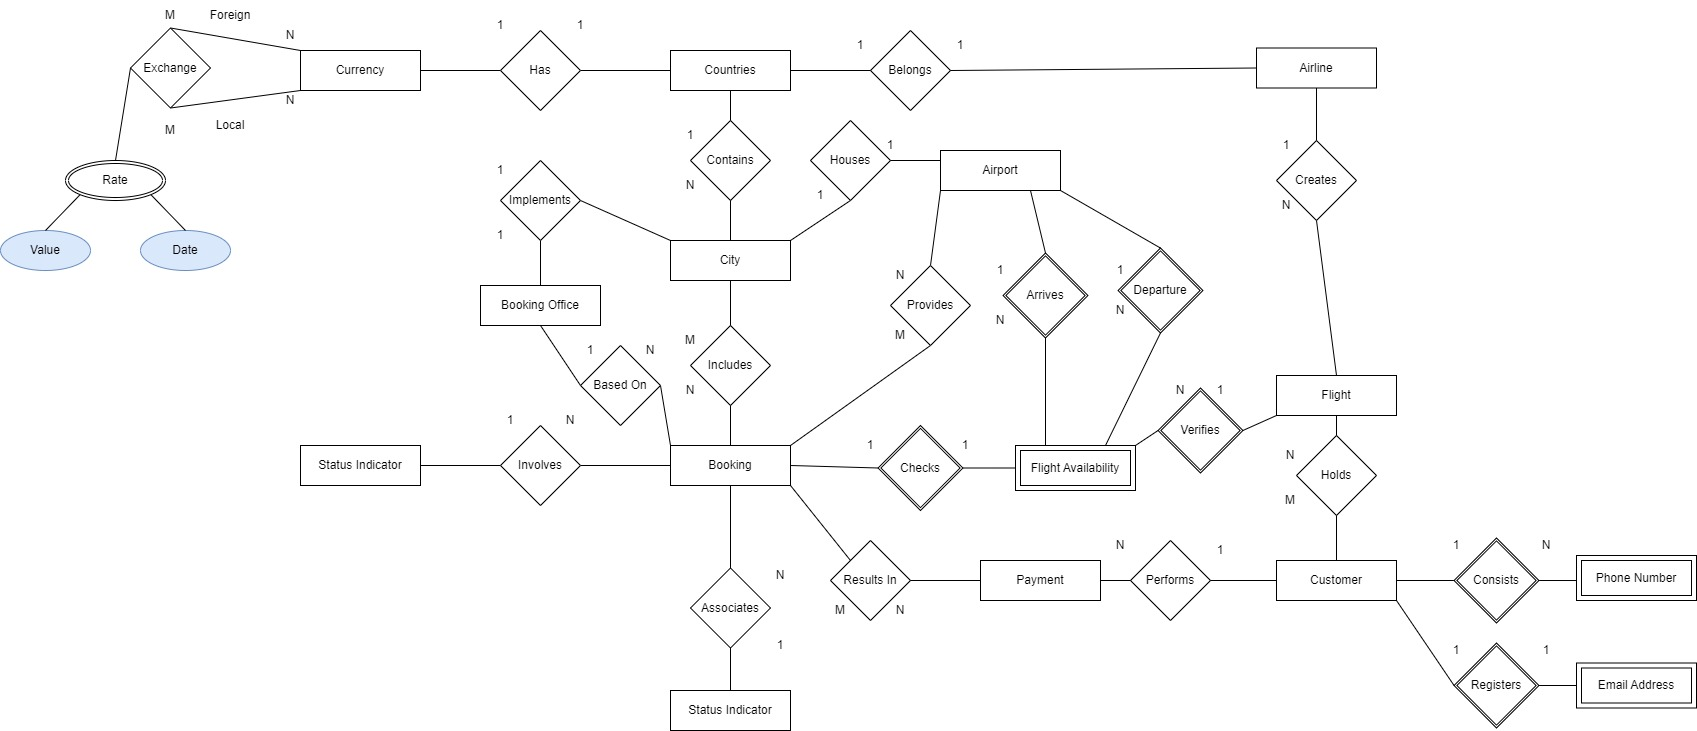 M
Foreign
N
Exchange
Currency
N
M
Local
Rate
Value
Date
1
1
Has
Countries
1
1
Belongs
Airline
1
Contains
N
Houses
1
1
Airport
1
Creates
N
1
Implements
1
City
Booking Office
N
Provides
M
1
Arrives
N
1
Departure
N
M
Includes
N
1
N
Based On
N
1
Verifies
Flight
Status Indicator
1
N
Involves
Booking
1
1
Checks
Flight Availability
N
Holds
M
N
Associates
1
Status Indicator
Results In
M
N
Payment
N
1
Performs
Customer
1
N
Consists
Phone Number
1
1
Registers
Email Address